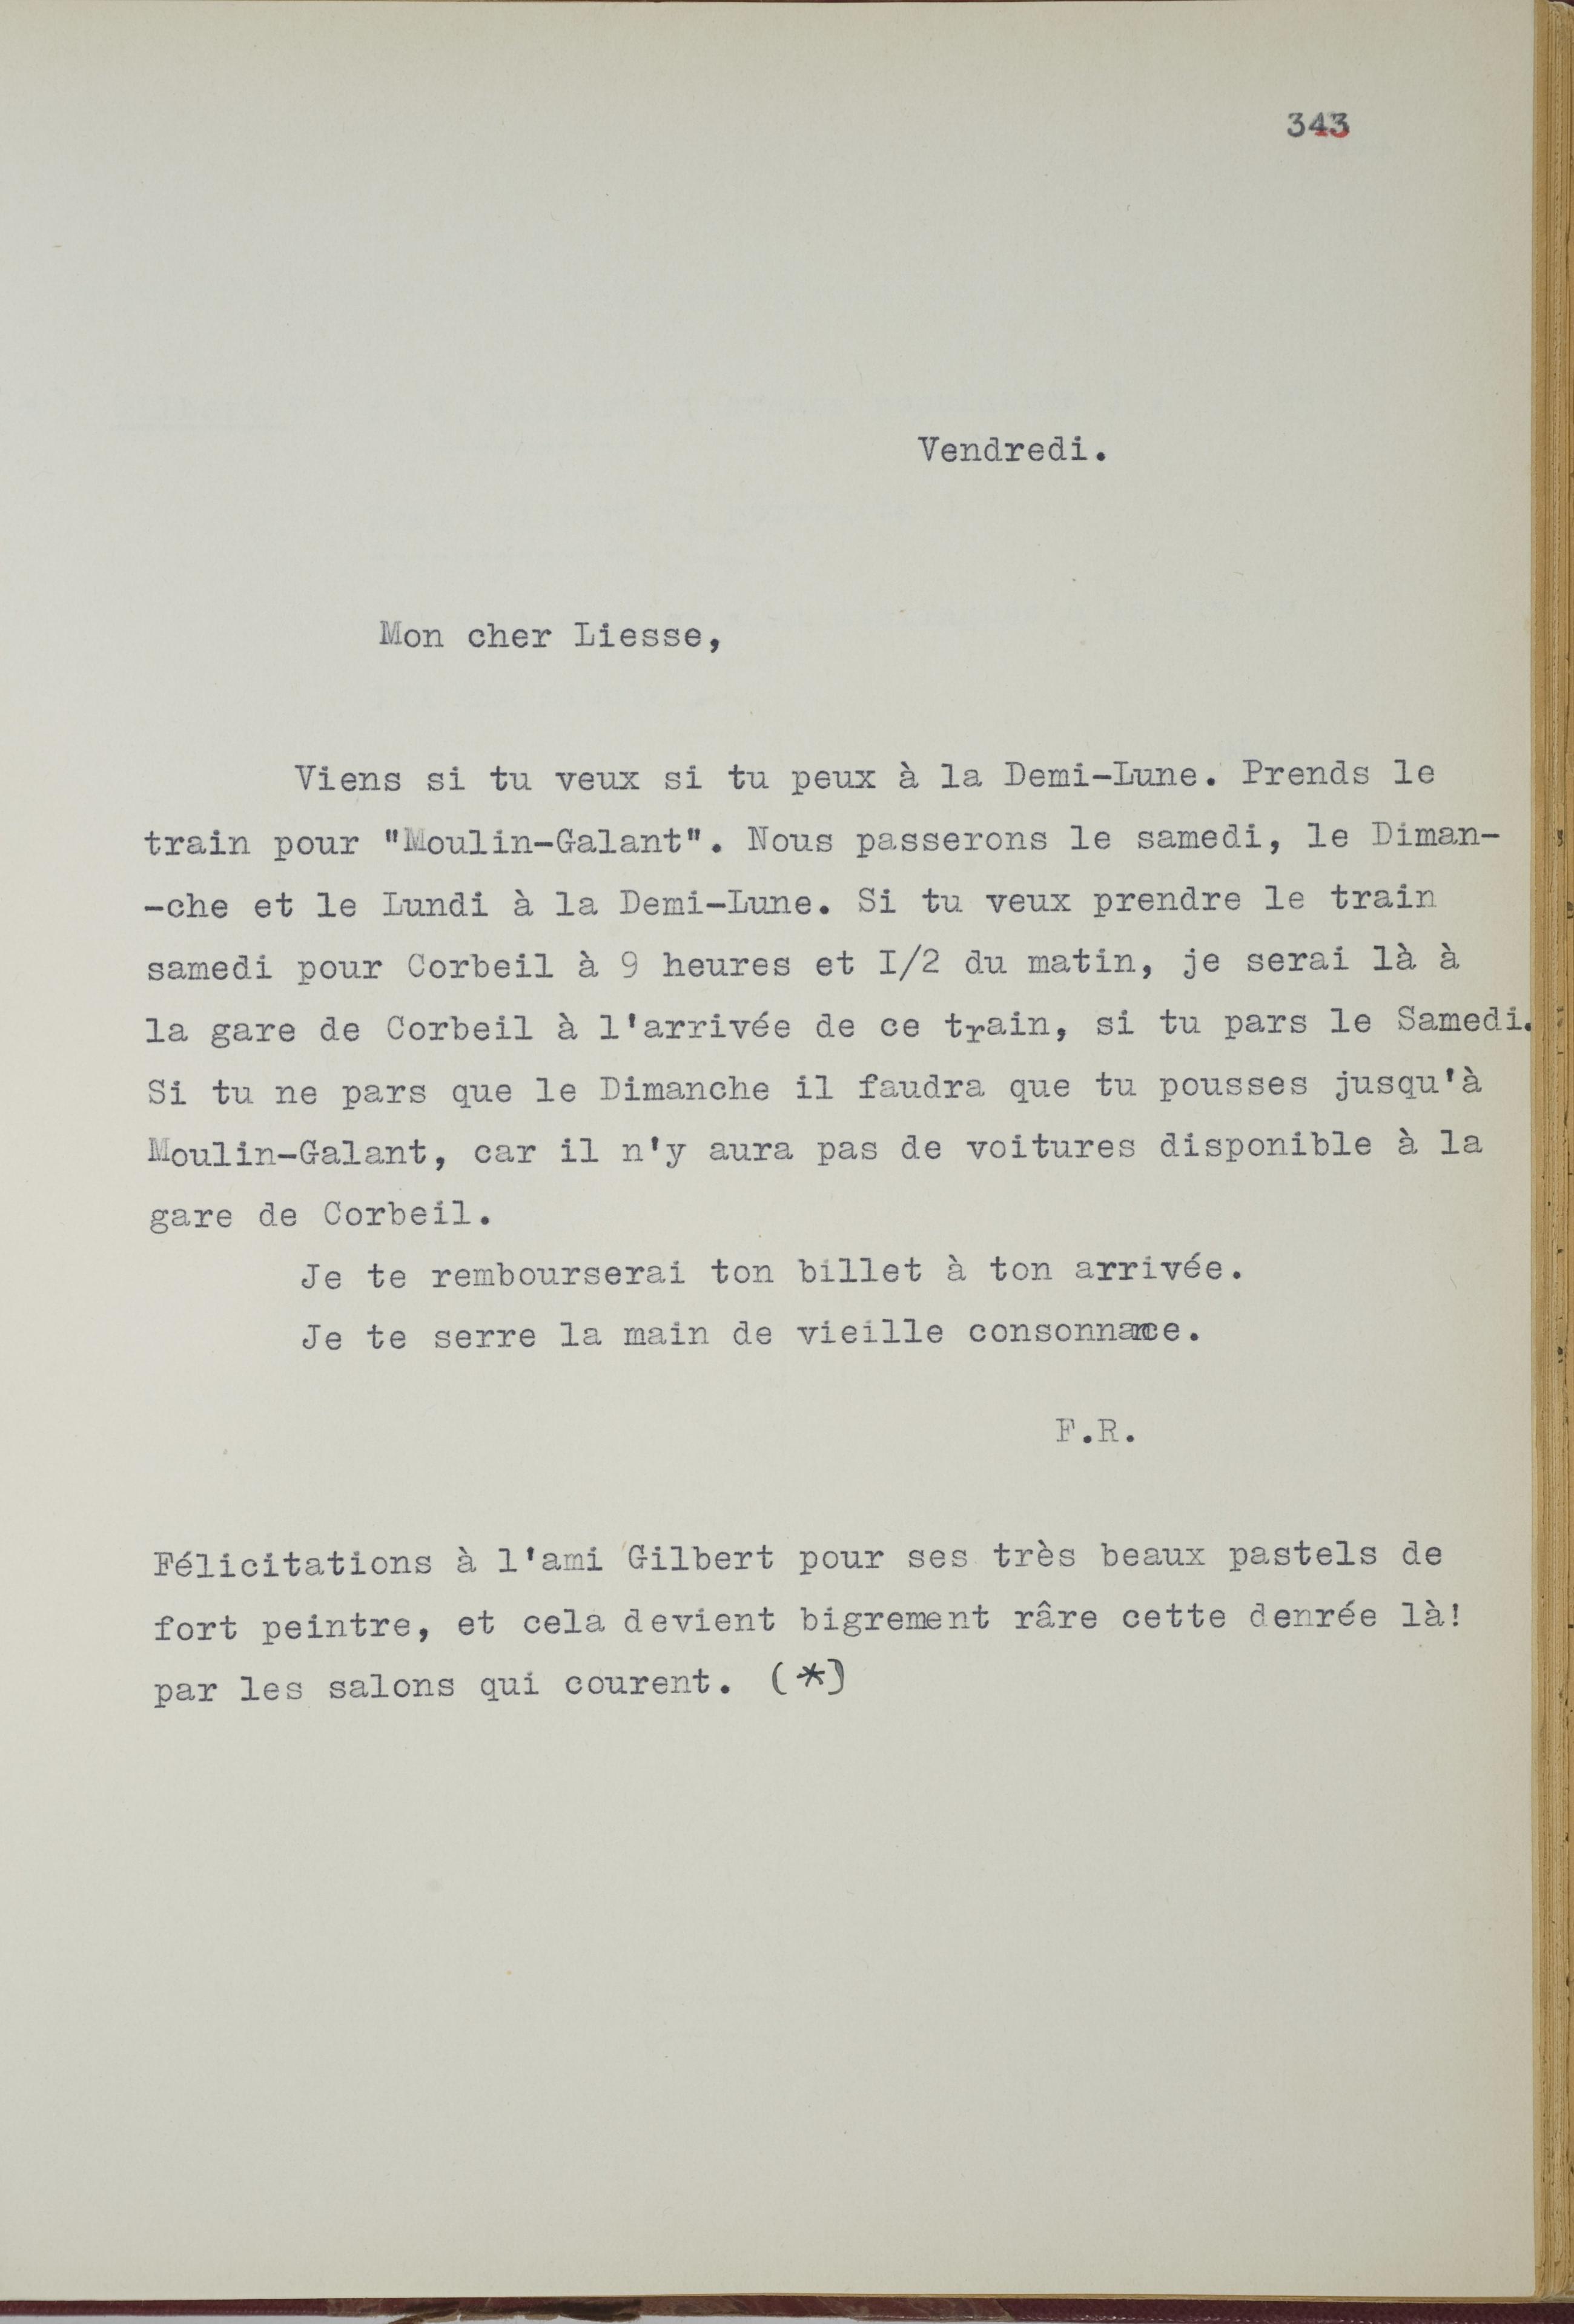 343
Vendredi.
Mon cher Liesse,
Viens si tu veux si tu peux à la Demi-Lune. Prends le
train pour "Moulin-Galant". Nous passerons le samedi, le Diman-
-che et le Lundi à la Demi-Lune. Si tu veux prendre le train
samedi pour Corbeil à 9 heures et I/2 du matin, je serai là à
la gare de Corbeil à l'arrivée de ce train, si tu pars le Samedi.
Si tu ne pars que le Dimanche il faudra que tu pousses jusqu'à
Moulin-Galant, car il n'y aura pas de voitures disponible à la
gare de Corbeil.
Je te rembourserai ton billet à ton arrivée.
Je te serre la main de vieille consonnance.
F.R.
Félicitations à l'ami Gilbert pour ses très beaux pastels de
fort peintre, et cela devient bigrement râre cette denrée là!
par les salons qui courent. (*)